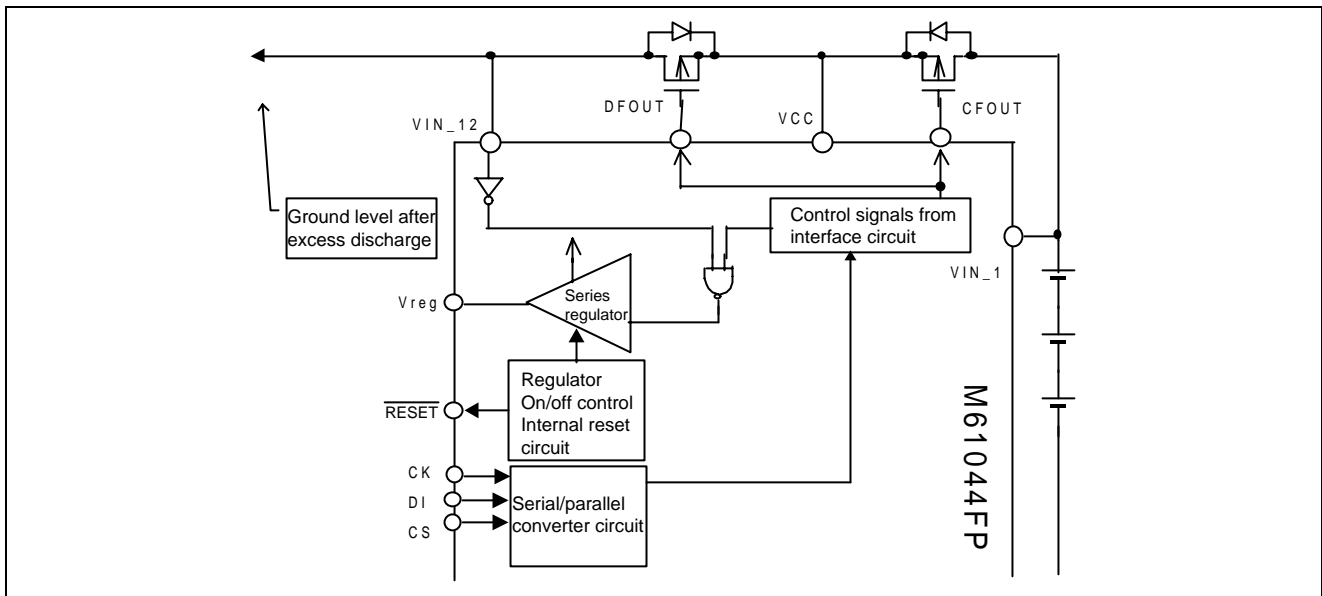 DFOUT
CFOUT
VCC
VIN_12
Ground level after
excess discharge
Control signals from
interface circuit
VIN_1
Vreg
Series
regulator
Regulator
On/off control
Internal reset
circuit
RESET
M61044FP
CK
DI
CS
Serial/parallel
converter circuit